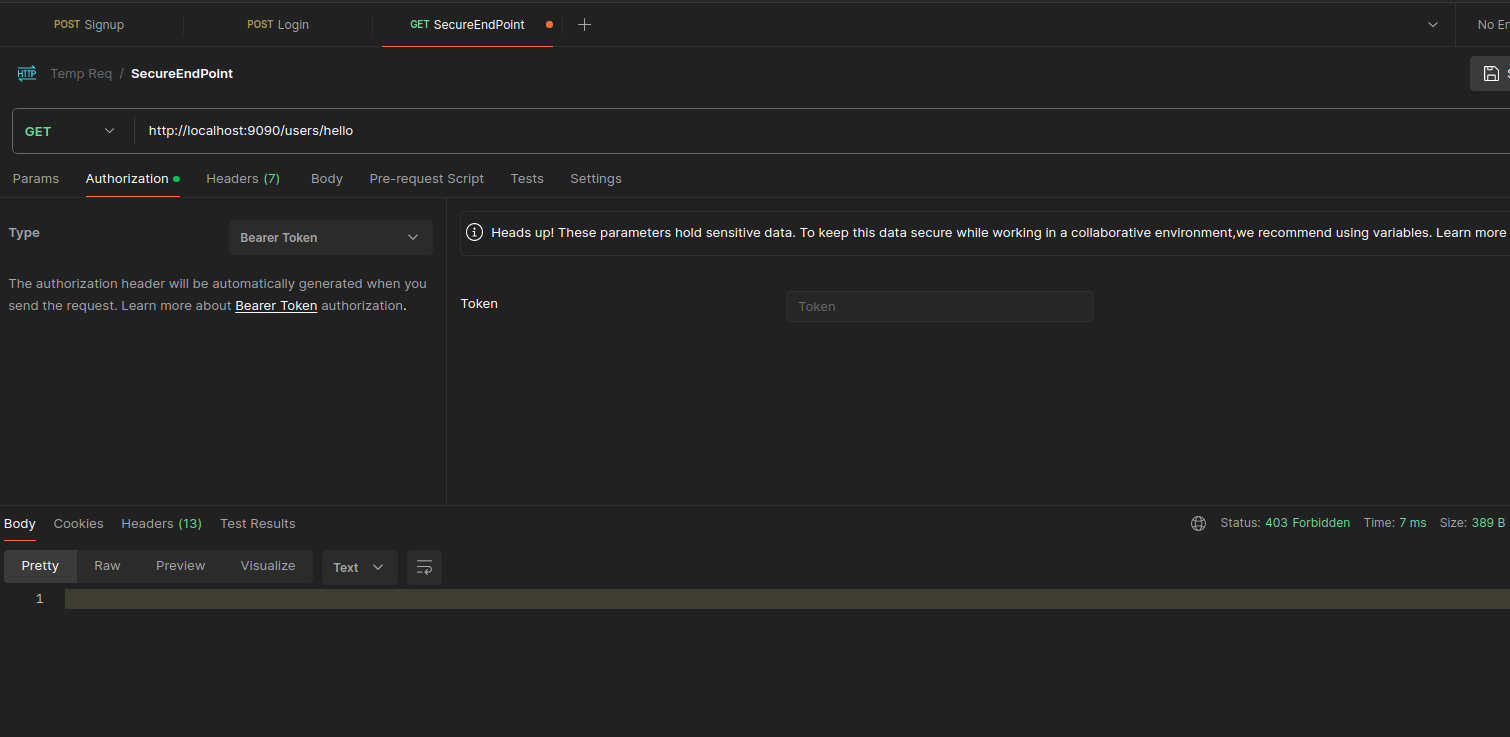 POST Signup POST Login GET SecureEndPoint
No En
HTTP Temp Req / SecureEndPoint
GET http://localhost:9090/users/hello
Params Authorization Headers (7) Body Pre-request Script Tests Settings
Type Bearer Token
Heads up! These parameters hold sensitive data. To keep this data secure while working in a collaborative environment,we recommend using variables. Learn more
The authorization header will be automatically generated when you
send the request. Learn more about Bearer Token authorization.
Token Token
Body Cookies Headers (13) Test Results Status: 403 Forbidden Time: 7 ms Size: 389 B
Pretty Raw Preview Visualize Text
1